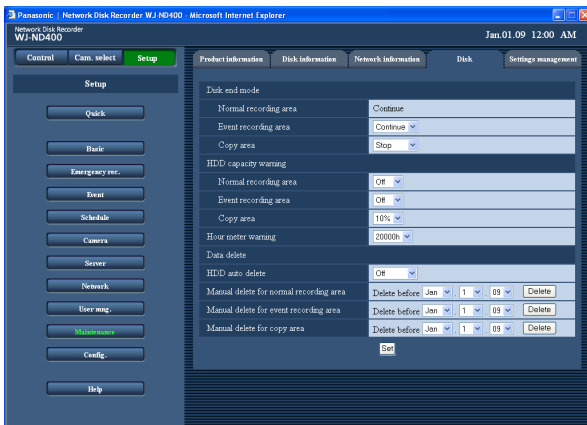 Panasonic | Network Disk Recorder WJ-ND400 - Microsoft Internet Explorer
Network Disk Recorder
WJ-ND400
Jan.01.09 12:00 AM
Control Cam. select Setup
Product information Disk information Network information Disk Settings management
Setup
Quick
Basic
Emergency rec.
Event
Schedule
Camera
Server
Network
User mng.
Maintenance
Config.
Help
Disk end mode
Normal recording area Continue
Event recording area Continue
Copy area Stop
HDD capacity warning
Normal recording area Off
Event recording area Off
Copy area 10%
Hour meter warning 20000h
Data delete
HDD auto delete Off
Manual delete for normal recording area Delete before Jan . 1 . 09 Delete
Manual delete for event recording area Delete before Jan . 1 . 09 Delete
Manual delete for copy area Delete before Jan . 1 . 09 Delete
Set